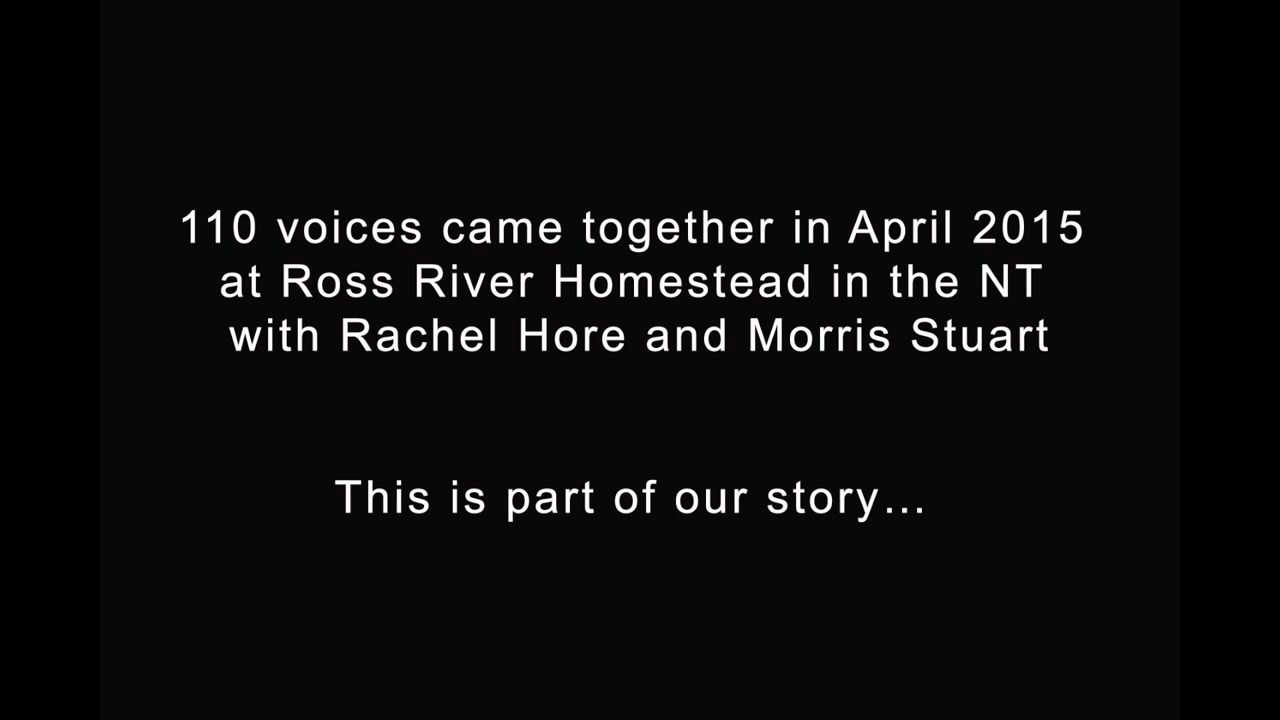 110 voices came together in April 2015
at Ross River Homestead in the NT
with Rachel Hore and Morris Stuart
This is part of our story...